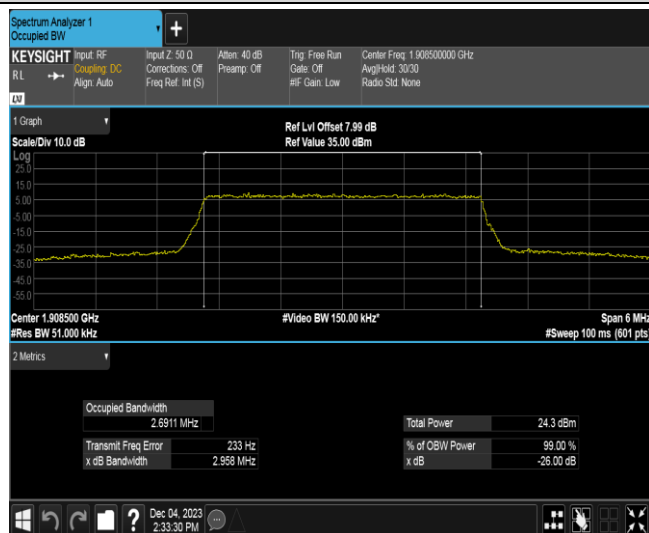 Spectrum Analyzer 1
Occupied BW
+
KEYSIGHT Input: RF Input Z: 50 Ω Atten: 40 dB Trig: Free Run Center Freq: 1.908500000 GHz
RL Coupling: DC Corrections: Off Preamp: Off Gate: Off Avg|Hold: 30/30
Align: Auto Freq Ref: Int (S) #IF Gain: Low Radio Std: None
LXI
1 Graph
Ref Lvl Offset 7.99 dB
Scale/Div 10.0 dB Ref Value 35.00 dBm
Log
25.0
15.0
5.00
-5.00
-15.0
-25.0
-35.0
-45.0
-55.0
Center 1.908500 GHz #Video BW 150.00 kHz* Span 6 MHz
#Res BW 51.000 kHz #Sweep 100 ms (601 pts)
2 Metrics
Occupied Bandwidth
2.6911 MHz Total Power 24.3 dBm
Transmit Freq Error 233 Hz % of OBW Power 99.00 %
x dB Bandwidth 2.958 MHz x dB -26.00 dB
? Dec 04, 2023
2:33:30 PM